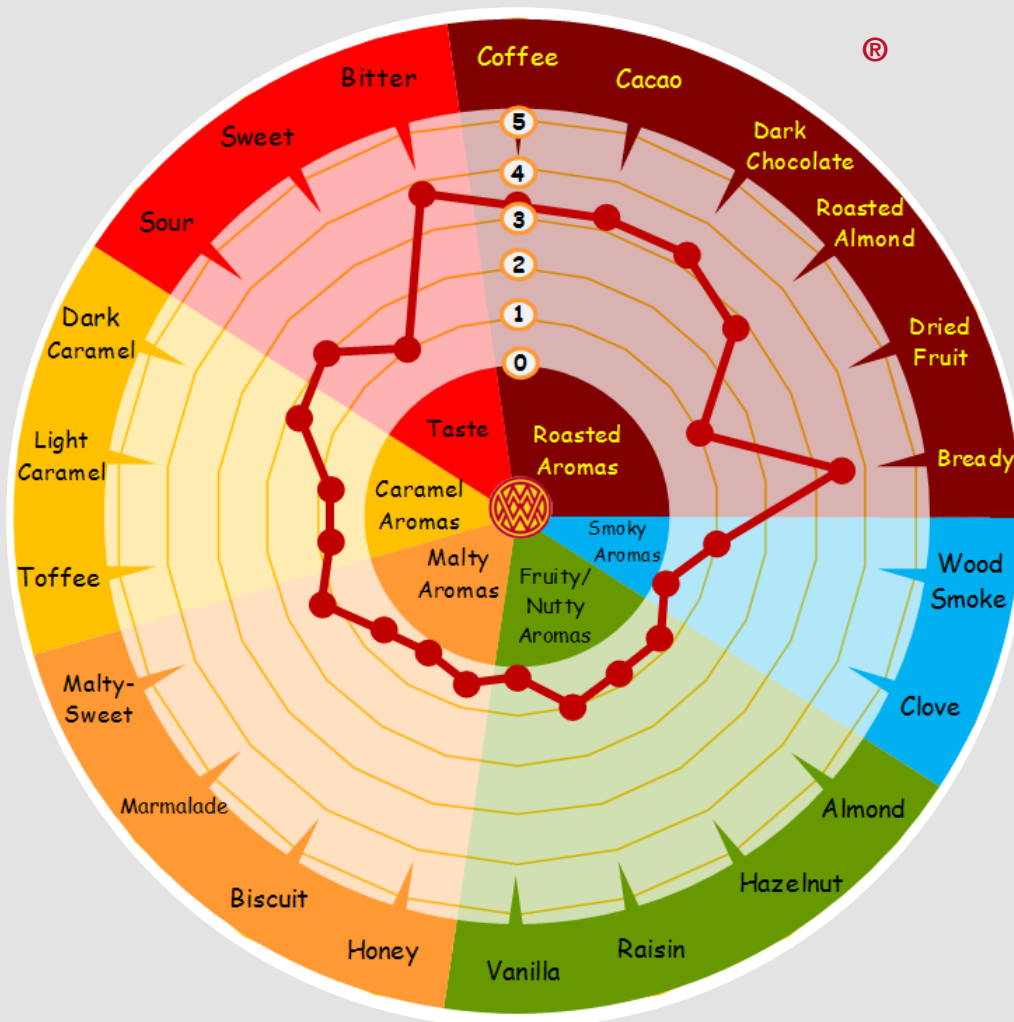 ®
Coffee
Cacao
Dark
Chocolate
Roasted
Almond
Dried
Fruit
Bready
Wood
Smoke
Clove
Almond
Hazelnut
Raisin
Vanilla
Honey
Biscuit
Marmalade
Malty-
Sweet
Toffee
Light
Caramel
Dark
Caramel
Sour
Sweet
Bitter
5
4
3
2
1
0
Taste
Roasted
Aromas
Smoky
Aromas
Fruity/
Nutty
Aromas
Malty
Aromas
Caramel
Aromas